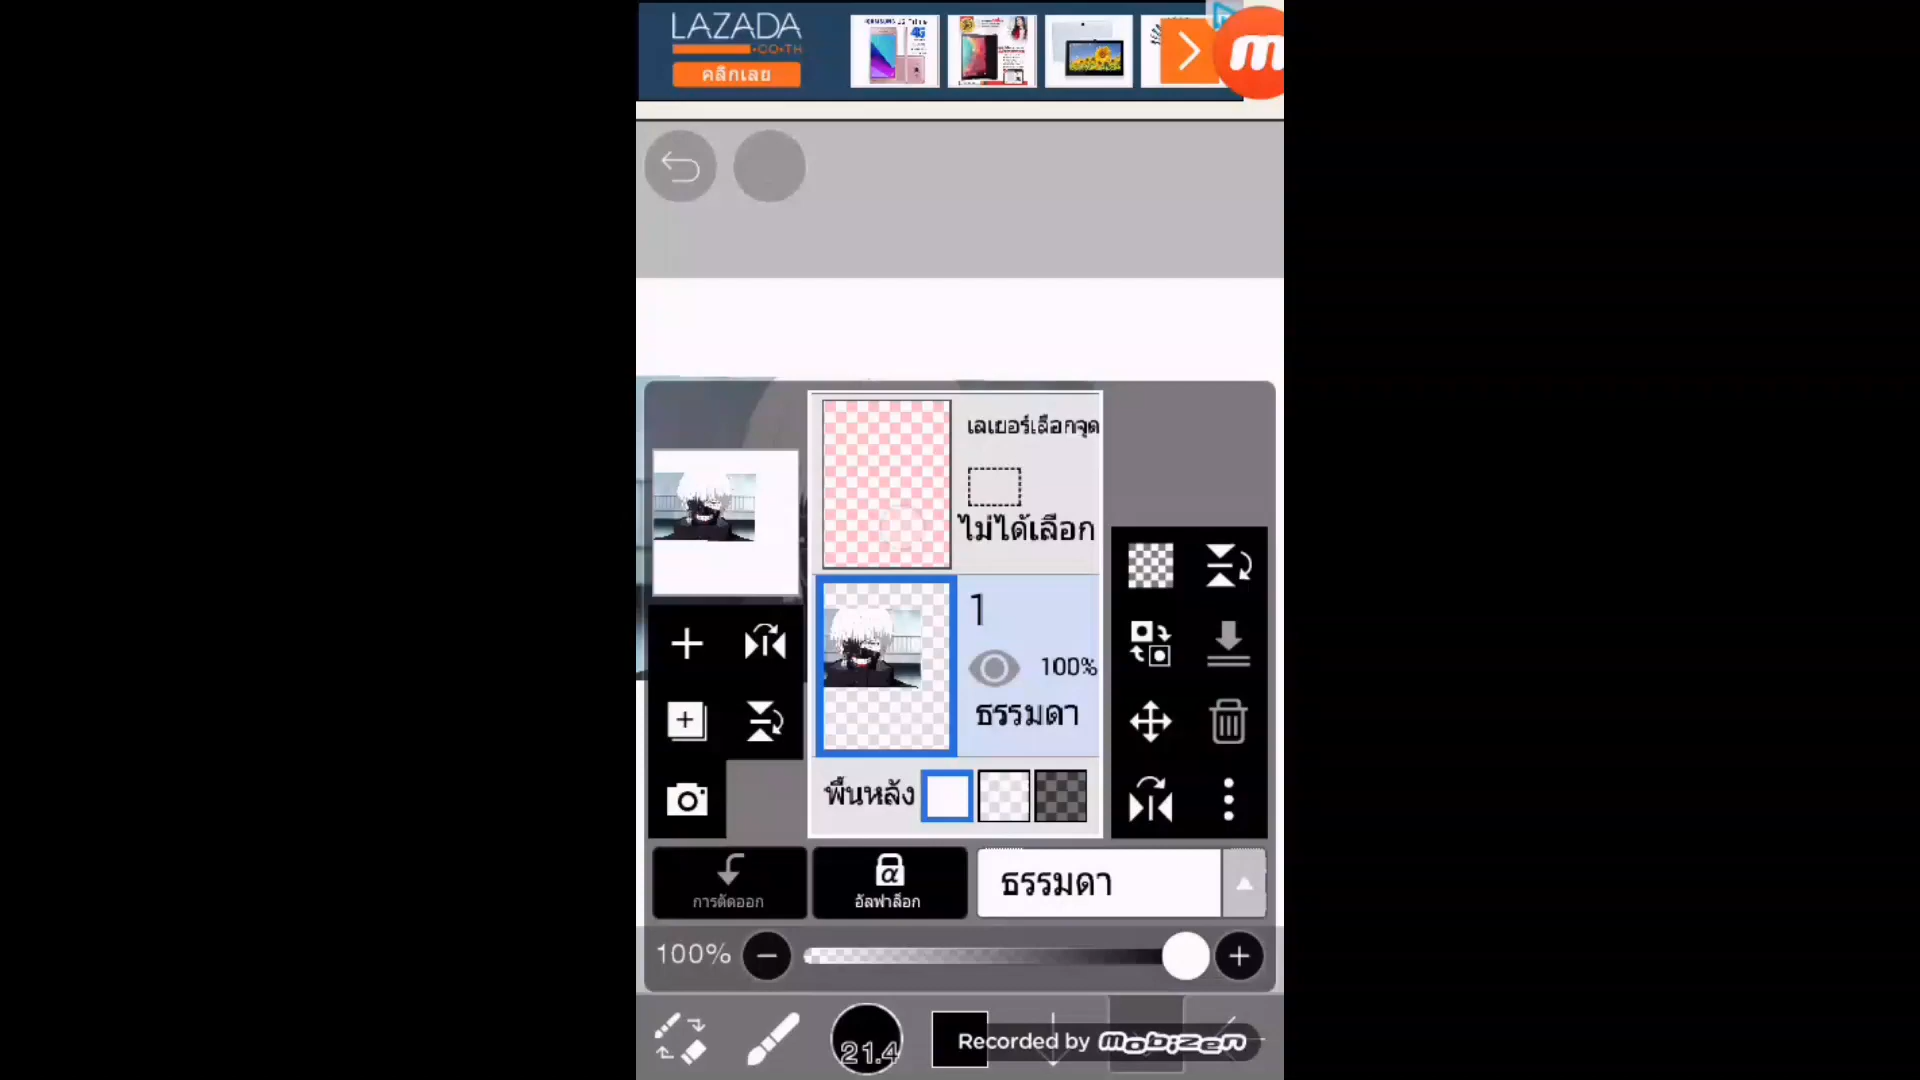 LAZADA
.CO.TH
คลิกเลย
4G
เลเยอร์เลือกจุด
ไม่ได้เลือก
1
100%
ธรรมดา
พื้นหลัง
การตัดออก
α
อัลฟาล็อก
ธรรมดา
100%
21.4
Recorded by mobizen